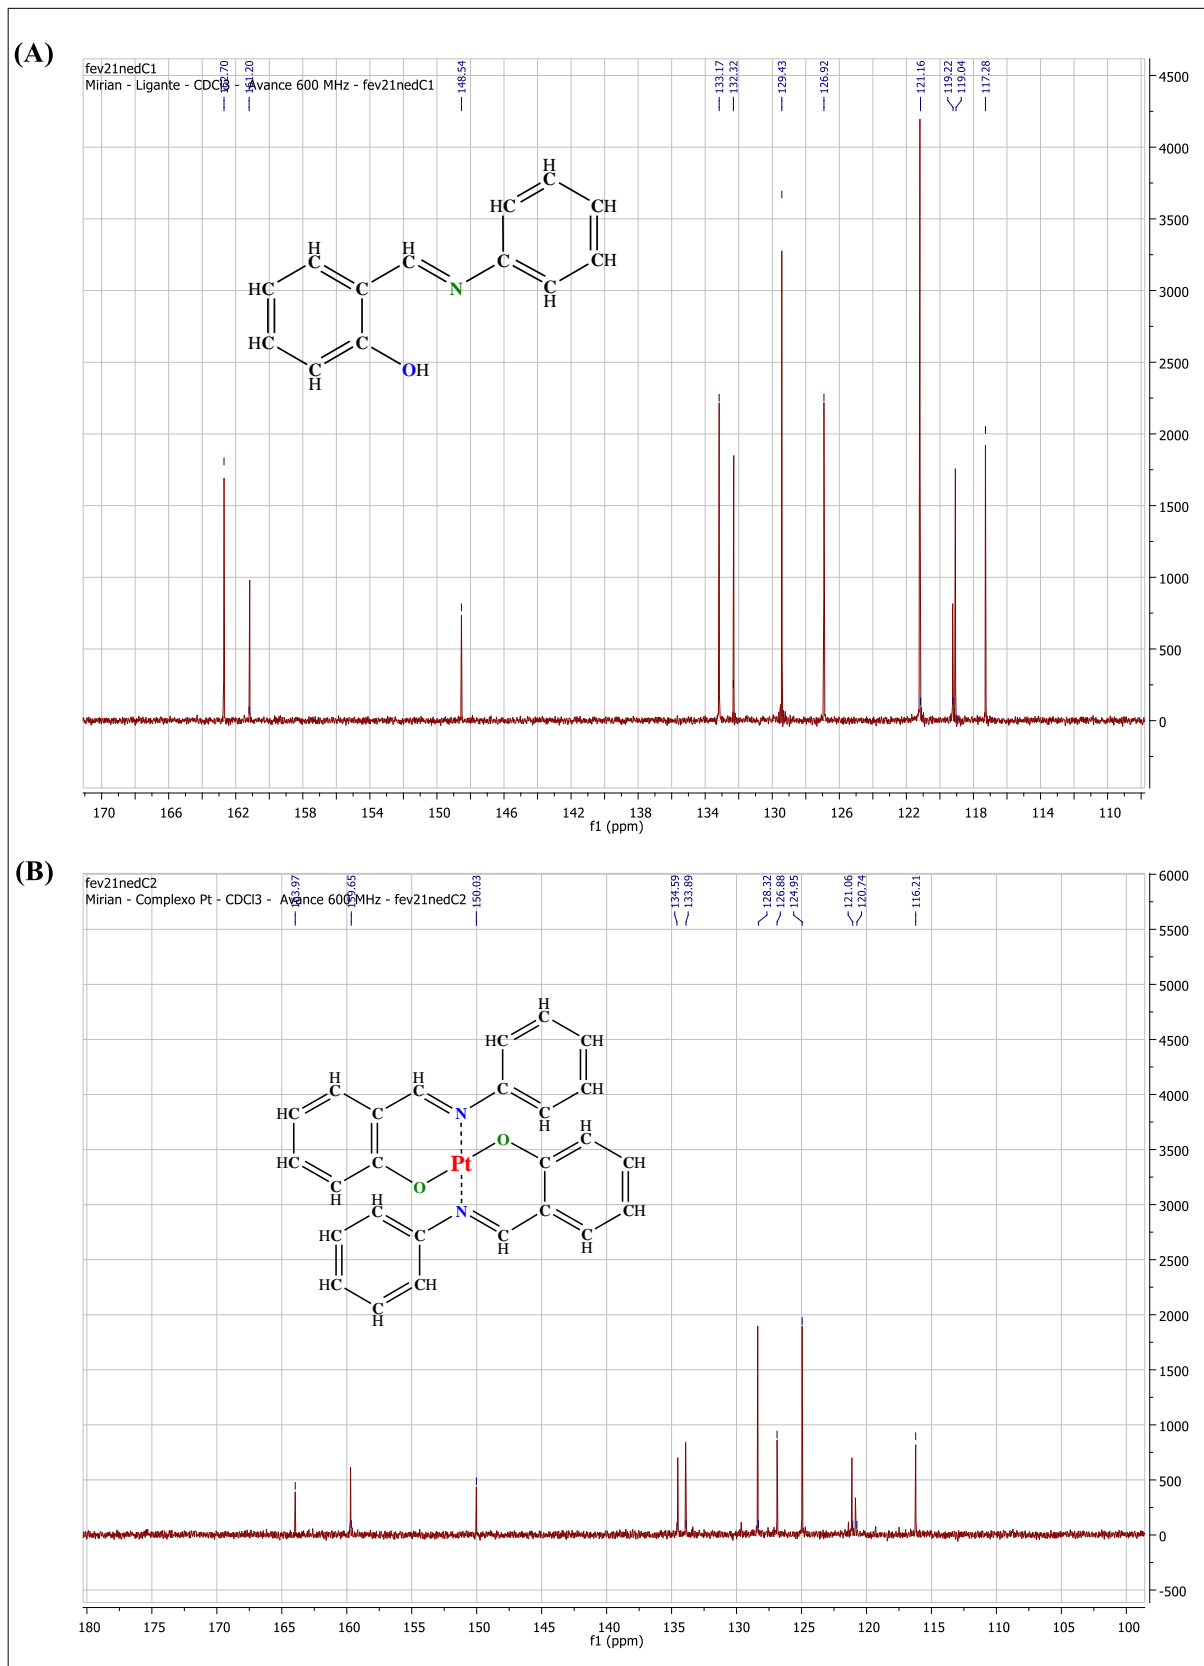 (A)
fev21nedC1
Mirian - Ligante - CDCl3 - Avance 600 MHz - fev21nedC1
162.70
161.20
148.54
133.17
132.32
129.43
126.92
121.16
119.22
119.04
117.28
4500
4000
3500
3000
2500
2000
1500
1000
500
0
H
HC
CH
H
H
C
C
C
C
CH
HC
C
N
C
H
HC
C
C
H
OH
170
166
162
158
154
150
146
142
138
134
130
126
122
118
114
110
f1 (ppm)
(B)
fev21nedC2
Mirian - Complexo Pt - CDCl3 - Avance 600 MHz - fev21nedC2
163.97
159.65
150.03
134.59
133.89
128.32
126.88
124.95
121.06
120.74
116.21
6000
5500
5000
4500
4000
3500
3000
2500
2000
1500
1000
500
0
-500
H
C
HC
CH
H
H
C
C
C
CH
HC
C
N
C
H
H
O
C
HC
C
Pt
C
CH
C
H
O
H
C
N
C
CH
HC
C
C
C
H
H
HC
CH
C
H
180
175
170
165
160
155
150
145
140
135
130
125
120
115
110
105
100
f1 (ppm)